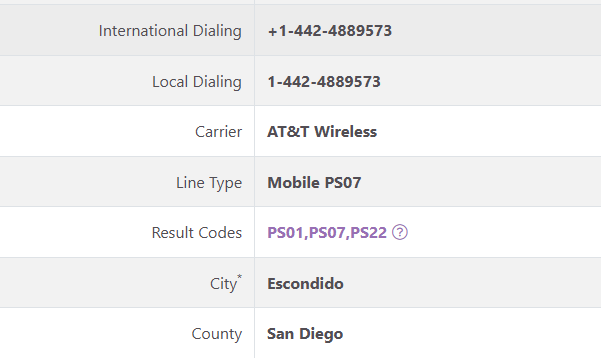 International Dialing +1-442-4889573
Local Dialing 1-442-4889573
Carrier AT&T Wireless
Line Type Mobile PS07
Result Codes PS01,PS07,PS22 ?
City* Escondido
County San Diego